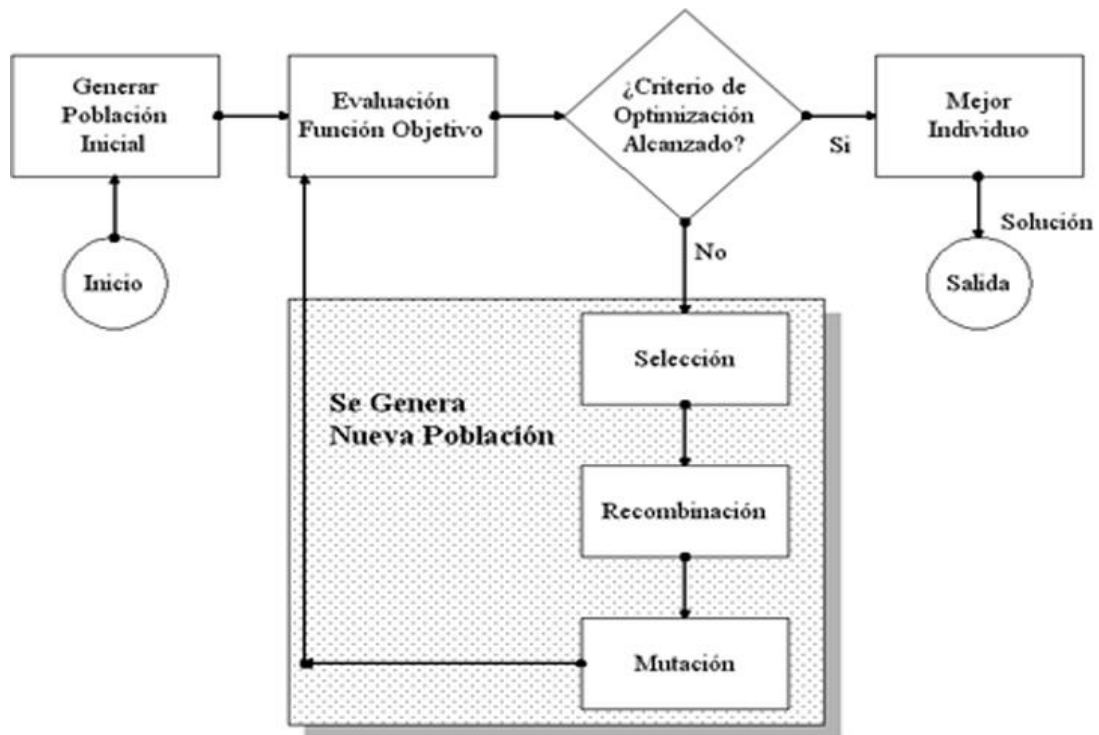 Generar
Población
Inicial
Evaluación
Función Objetivo
¿Criterio de
Optimización
Alcanzado?
Si
Mejor
Individuo
Inicio
No
Solución
Salida
Se Genera
Nueva Población
Selección
Recombinación
Mutación